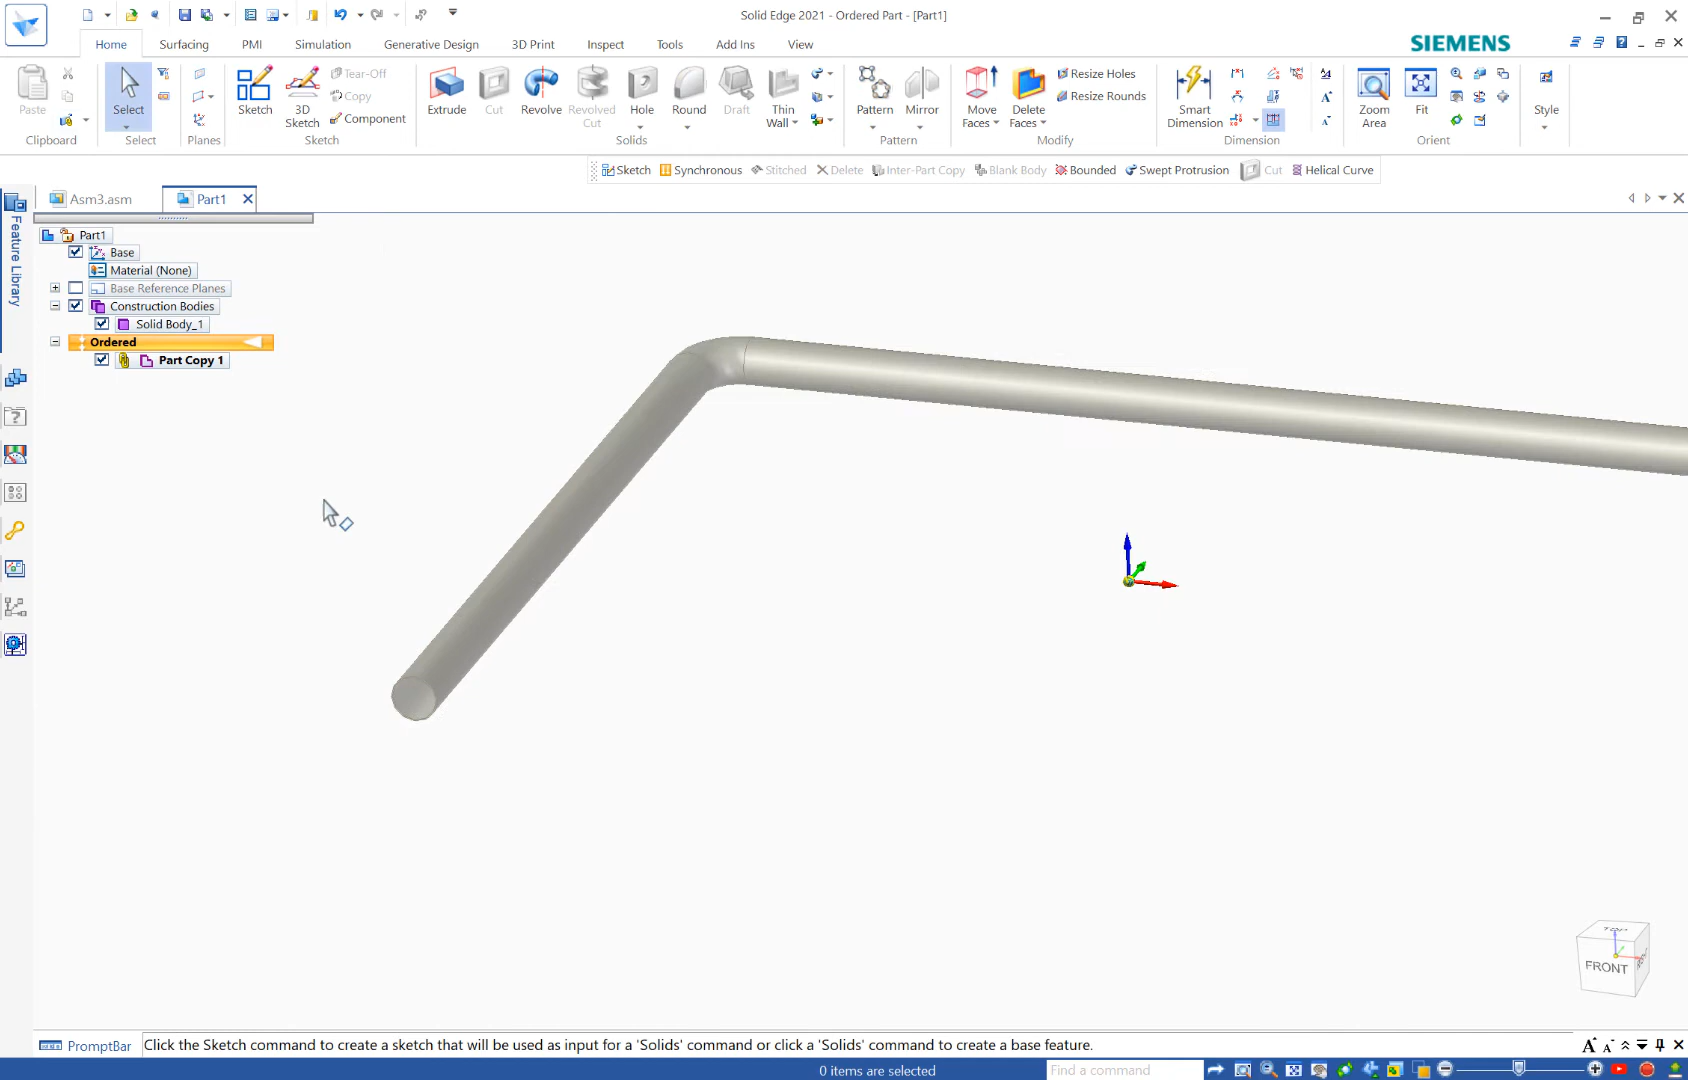 Solid Edge 2021 - Ordered Part - [Part1]
Home
Surfacing
PMI
Simulation
Generative Design
3D Print
Inspect
Reuse
Tools
Add Ins
View
SIEMENS
Paste
Clipboard
Select
Select
Planes
Sketch
3D Sketch
Tear-Off
Copy
Component
Sketch
Extrude
Cut
Revolve
Revolved Cut
Hole
Round
Draft
Thin Wall
Solids
Pattern
Mirror
Pattern
Move Faces
Delete Faces
Resize Holes
Resize Rounds
Modify
Smart Dimension
Dimension
Zoom Area
Fit
Orient
Style
Sketch
Synchronous
Stitched
Delete
Inter-Part Copy
Blank Body
Bounded
Swept Protrusion
Cut
Helical Curve
Asm3.asm
Part1
Feature Library
Part1
Base
Material (None)
Base Reference Planes
Construction Bodies
Solid Body_1
Ordered
Part Copy 1
TOP
FRONT
PromptBar
Click the Sketch command to create a sketch that will be used as input for a 'Solids' command or click a 'Solids' command to create a base feature.
0 items are selected
Find a command